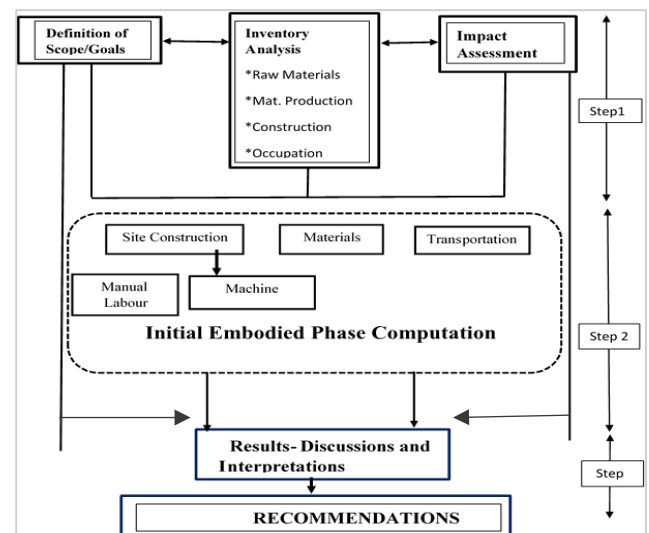 Definition of
Scope/Goals
Inventory
Analysis
*Raw Materials
*Mat. Production
*Construction
*Occupation
Impact
Assessment
Step1
Site Construction
Materials
Transportation
Manual
Labour
Machine
Initial Embodied Phase Computation
Step 2
Results- Discussions and
Interpretations
Step
RECOMMENDATIONS